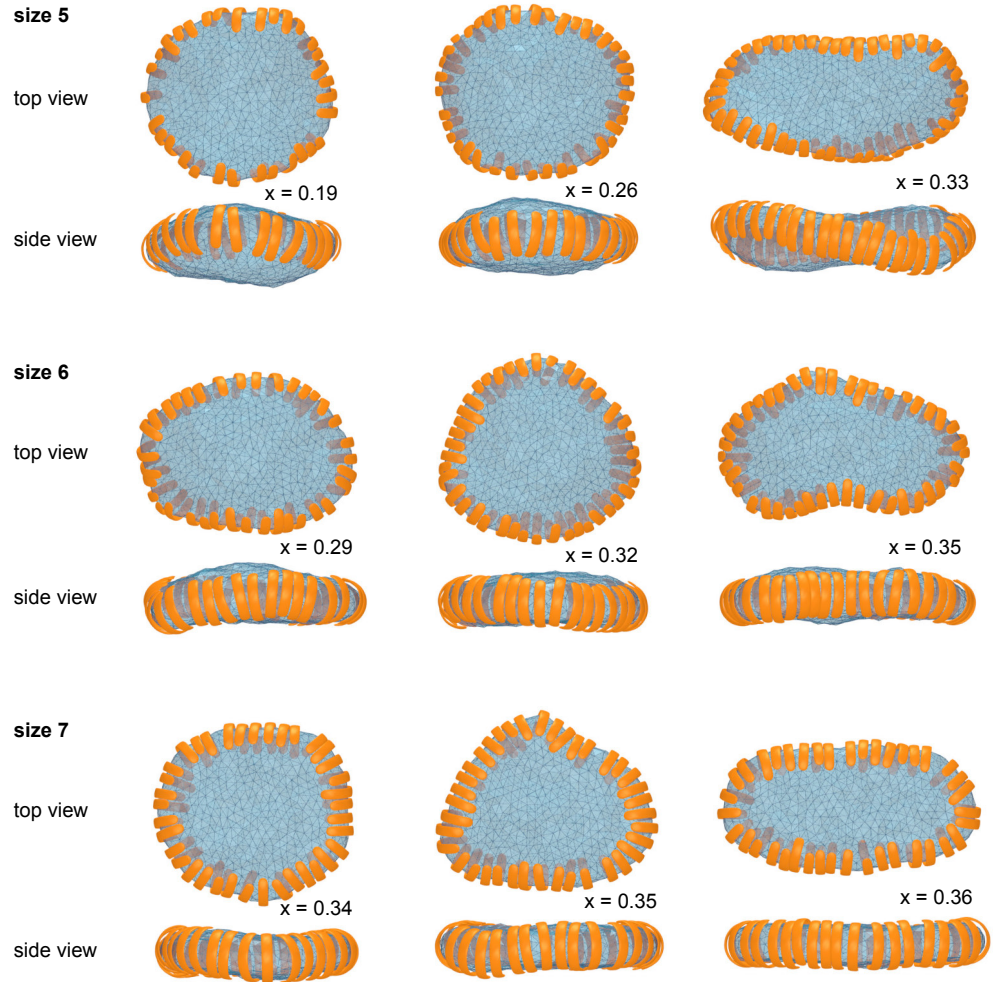 size 5
top view
x = 0.19
x = 0.26
x = 0.33
side view
size 6
top view
x = 0.29
x = 0.32
x = 0.35
side view
size 7
top view
x = 0.34
x = 0.35
x = 0.36
side view